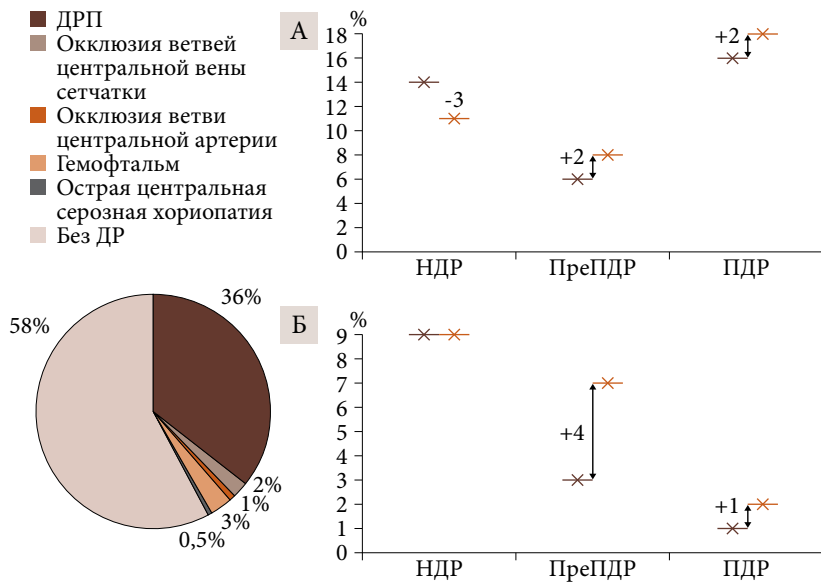 ДРП
Окклюзия ветвей
центральной вены
сетчатки
Окклюзия ветви
центральной артерии
Гемофтальм
Острая центральная
серозная хориопатия
Без ДР
58%
36%
2%
1%
3%
0,5%
А
%
18
16
14
12
10
8
6
4
2
0
-3
+2
+2
НДР
ПреПДР
ПДР
Б
%
9
8
7
6
5
4
3
2
1
0
+4
+1
НДР
ПреПДР
ПДР